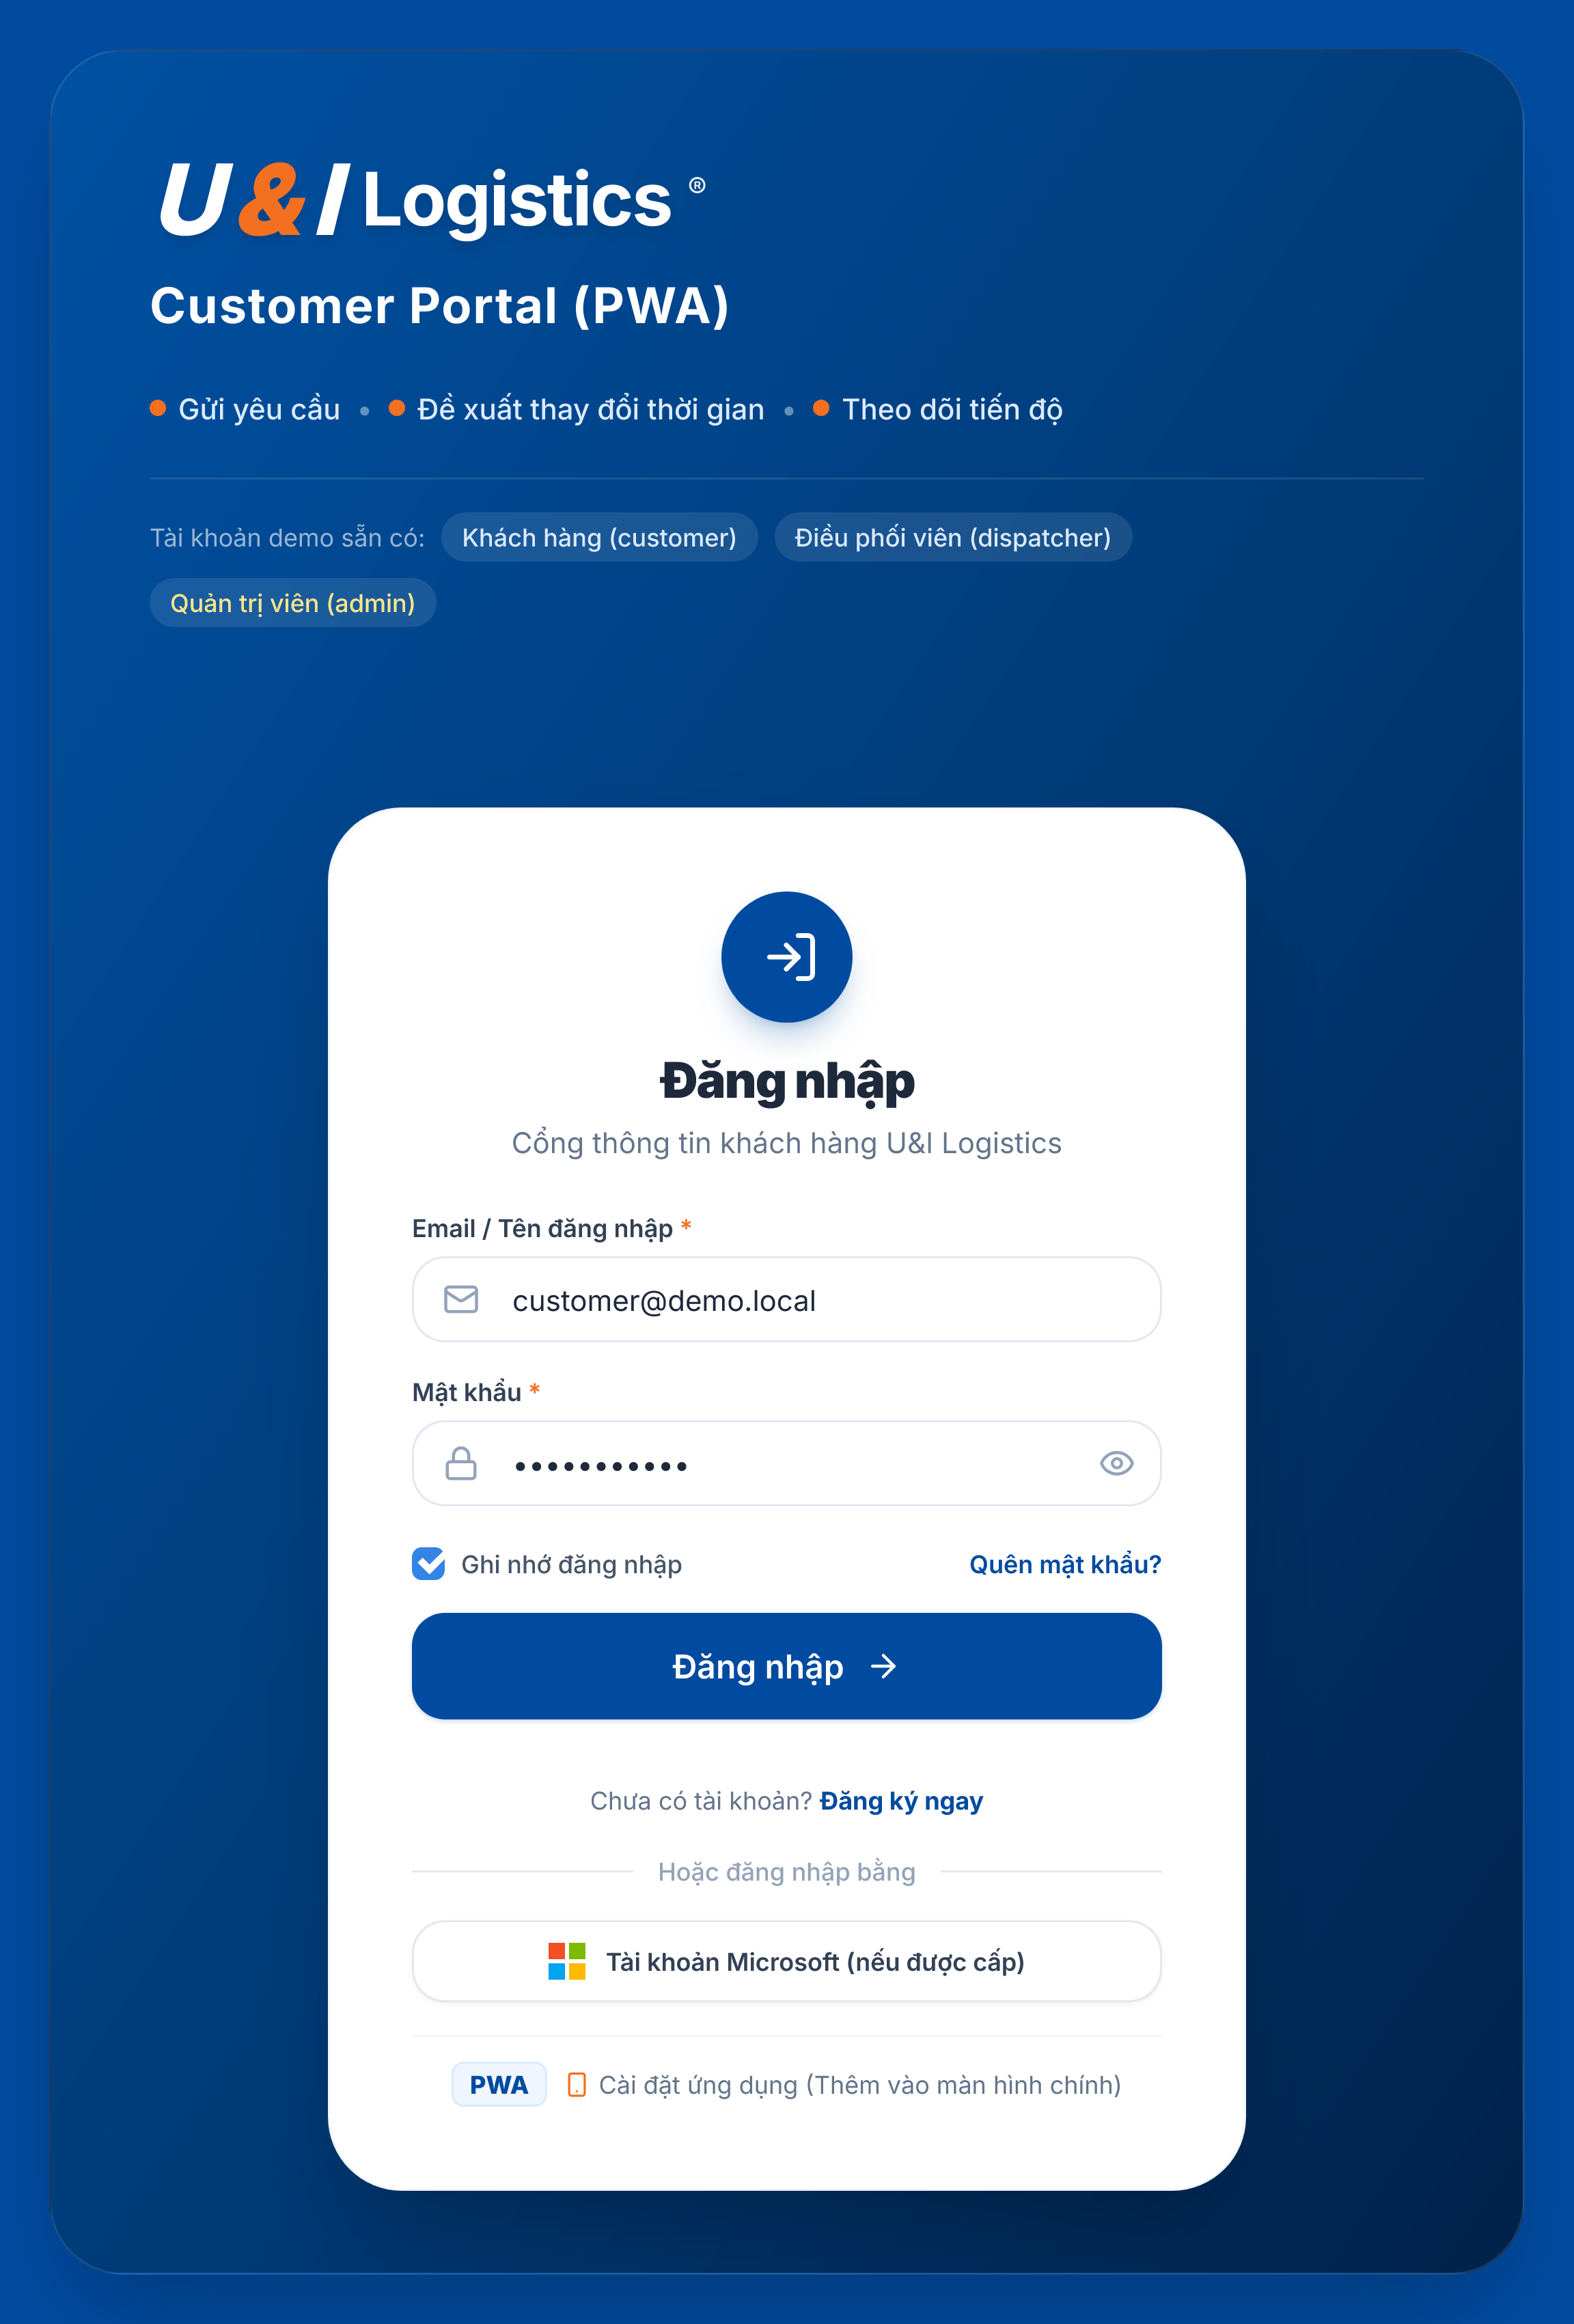 U&I Logistics ®
Customer Portal (PWA)
Gửi yêu cầu • Đề xuất thay đổi thời gian • Theo dõi tiến độ
Tài khoản demo sẵn có: Khách hàng (customer) Điều phối viên (dispatcher)
Quản trị viên (admin)
Đăng nhập
Cổng thông tin khách hàng U&I Logistics
Email / Tên đăng nhập *
customer@demo.local
Mật khẩu *
•••••••••••
Ghi nhớ đăng nhập Quên mật khẩu?
Đăng nhập →
Chưa có tài khoản? Đăng ký ngay
Hoặc đăng nhập bằng
Tài khoản Microsoft (nếu được cấp)
PWA Cài đặt ứng dụng (Thêm vào màn hình chính)